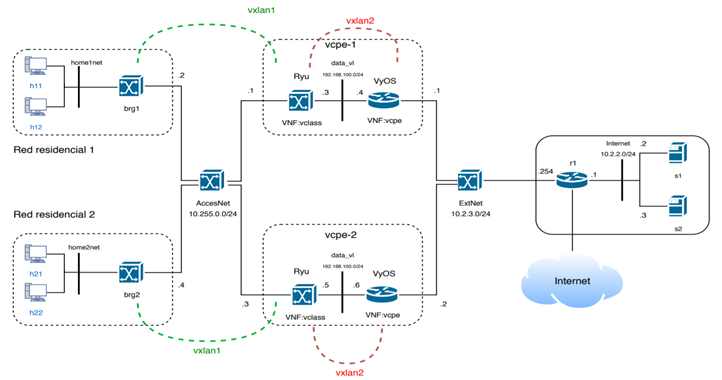 vxlan1
vxlan2
vcpe-1
home1net
h11
h12
brg1
.2
Red residencial 1
data_vl
192.168.100.0/24
Ryu
VyOS
.1
.3
.4
.1
VNF:vclass
VNF:vcpe
AccesNet
10.255.0.0/24
ExtNet
10.2.3.0/24
Internet
10.2.2.0/24
.254
r1
.1
.2
s1
.3
s2
Internet
Red residencial 2
home2net
h21
h22
brg2
.4
vxlan1
vcpe-2
data_vl
192.168.100.0/24
Ryu
VyOS
.3
.5
.6
.2
VNF:vclass
VNF:vcpe
vxlan2